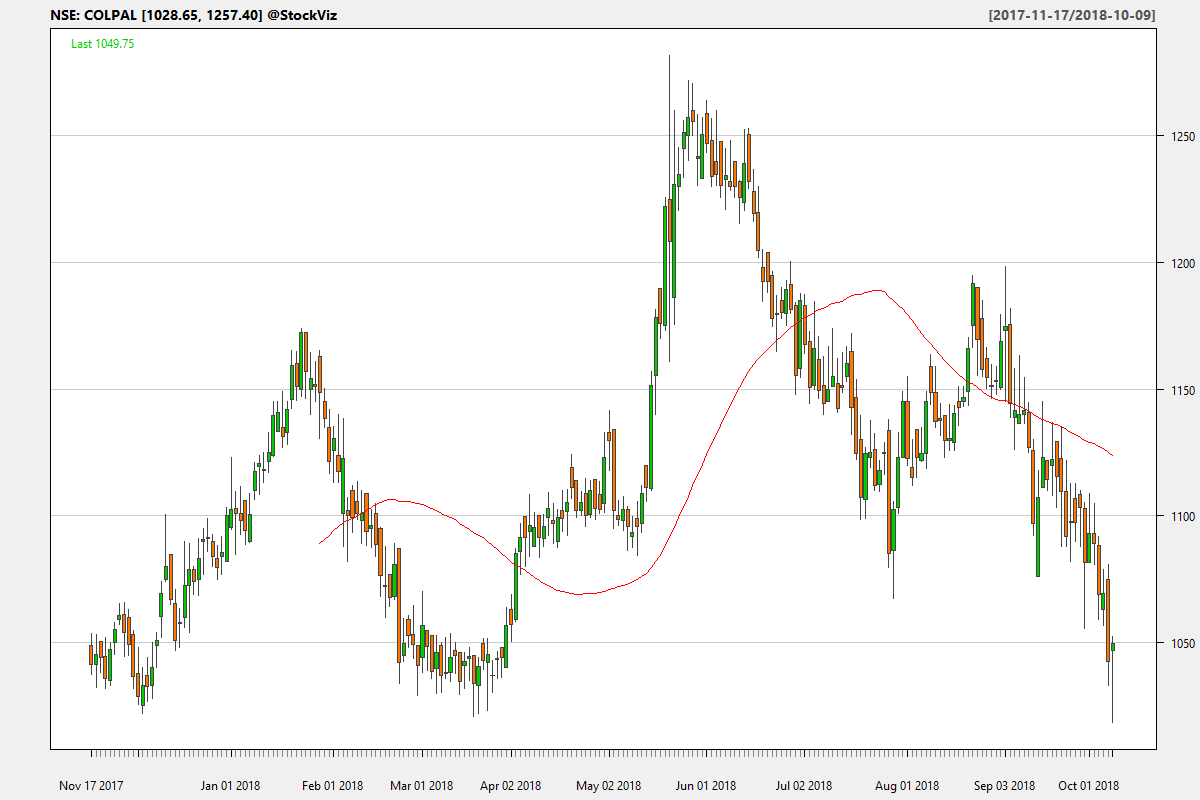 NSE: COLPAL [1028.65, 1257.40] @StockViz
[2017-11-17/2018-10-09]
Last 1049.75
1250
1200
1150
1100
1050
Nov 17 2017 Jan 01 2018 Feb 01 2018 Mar 01 2018 Apr 02 2018 May 02 2018 Jun 01 2018 Jul 02 2018 Aug 01 2018 Sep 03 2018 Oct 01 2018